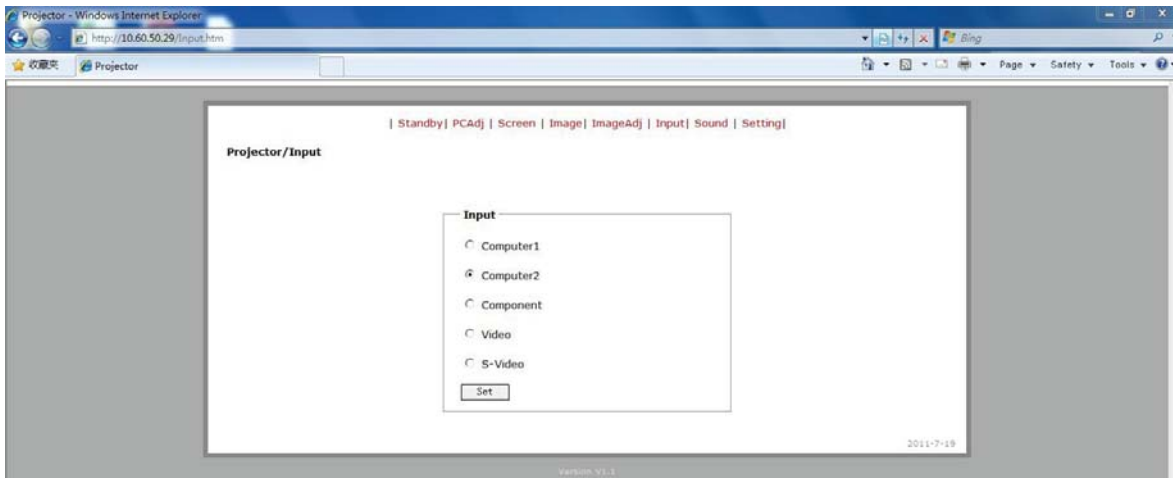 Projector - Windows Internet Explorer
http://10.60.50.29/Input.htm
Bing
收藏夹 Projector
Page Safety Tools
| Standby| PCAdj | Screen | Image| ImageAdj | Input| Sound | Setting|
Projector/Input
Input
Computer1
Computer2
Component
Video
S-Video
Set
2011-7-19
Version V1.1